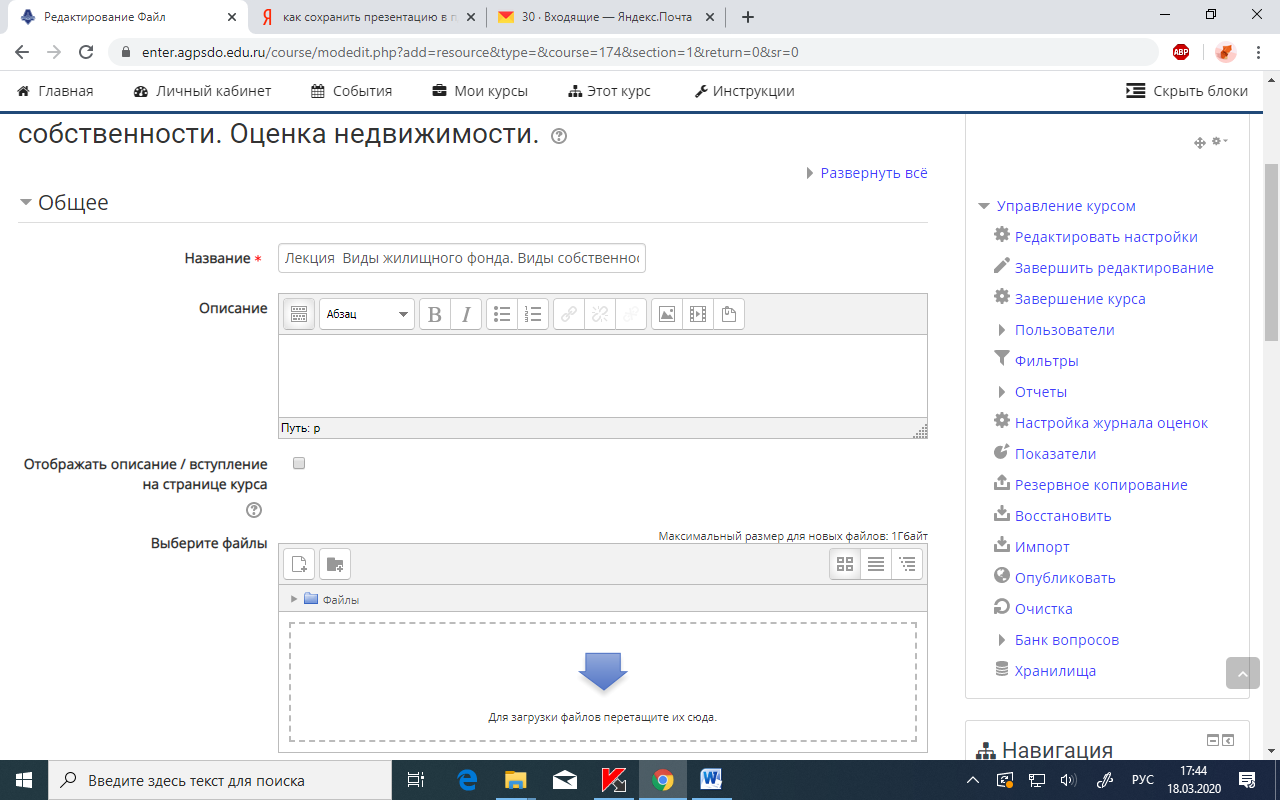 Редактирование Файл
как сохранить презентацию в п
30 · Входящие — Яндекс.Почта
enter.agpsdo.edu.ru/course/modedit.php?add=resource&type=&course=174&section=1&return=0&sr=0
ABP
Главная
Личный кабинет
События
Мои курсы
Этот курс
Инструкции
Скрыть блоки
собственности. Оценка недвижимости.
Развернуть всё
Общее
Название *
Лекция  Виды жилищного фонда. Виды собственнос
Описание
Абзац
B I
Путь: p
Отображать описание / вступление
на странице курса
Выберите файлы
Максимальный размер для новых файлов: 1Гбайт
Файлы
Для загрузки файлов перетащите их сюда.
Управление курсом
Редактировать настройки
Завершить редактирование
Завершение курса
Пользователи
Фильтры
Отчеты
Настройка журнала оценок
Показатели
Резервное копирование
Восстановить
Импорт
Опубликовать
Очистка
Банк вопросов
Хранилища
Навигация
Введите здесь текст для поиска
РУС
17:44
18.03.2020